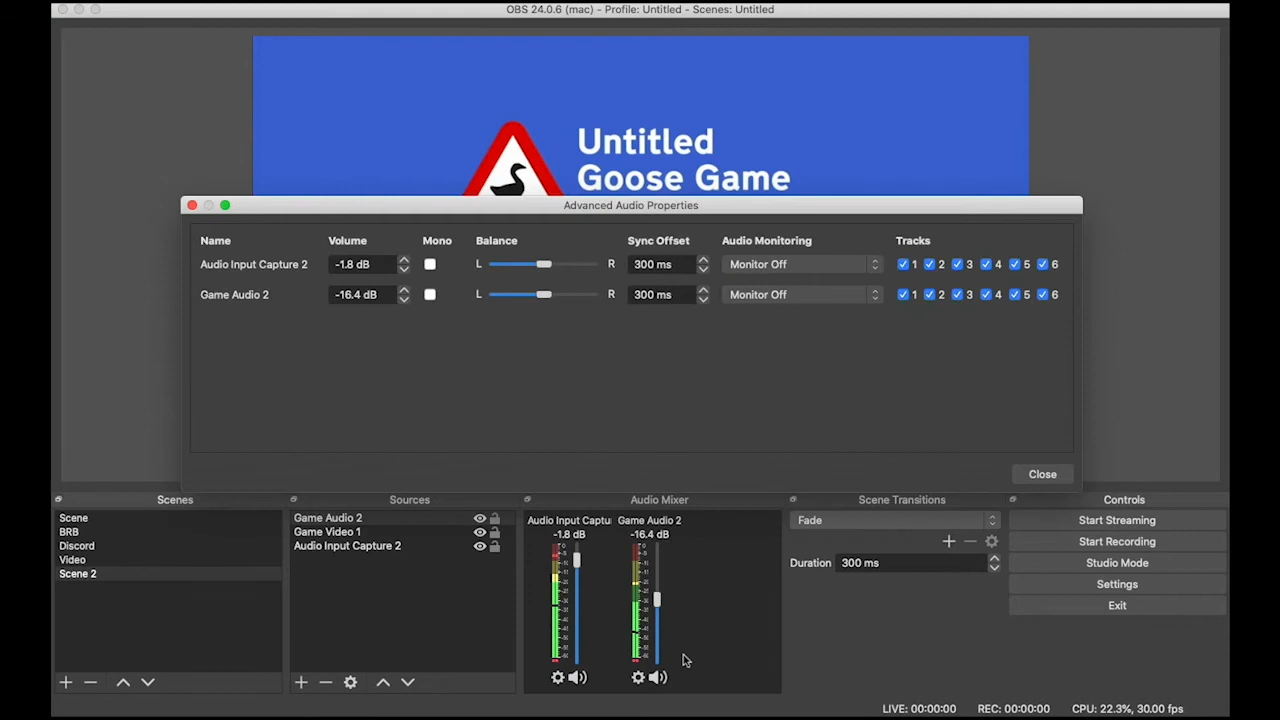 OBS 24.0.6 (mac) - Profile: Untitled - Scenes: Untitled
Untitled
Goose Game
Advanced Audio Properties
Name Volume Mono Balance Sync Offset Audio Monitoring Tracks
Audio Input Capture 2 -1.8 dB L R 300 ms Monitor Off 1 2 3 4 5 6
Game Audio 2 -16.4 dB L R 300 ms Monitor Off 1 2 3 4 5 6
Close
Scenes
Scene
BRB
Discord
Video
Scene 2
Sources
Game Audio 2
Game Video 1
Audio Input Capture 2
Audio Mixer
Audio Input Captu Game Audio 2
-1.8 dB -16.4 dB
Scene Transitions
Fade
Duration 300 ms
Controls
Start Streaming
Start Recording
Studio Mode
Settings
Exit
LIVE: 00:00:00 REC: 00:00:00 CPU: 22.3%, 30.00 fps